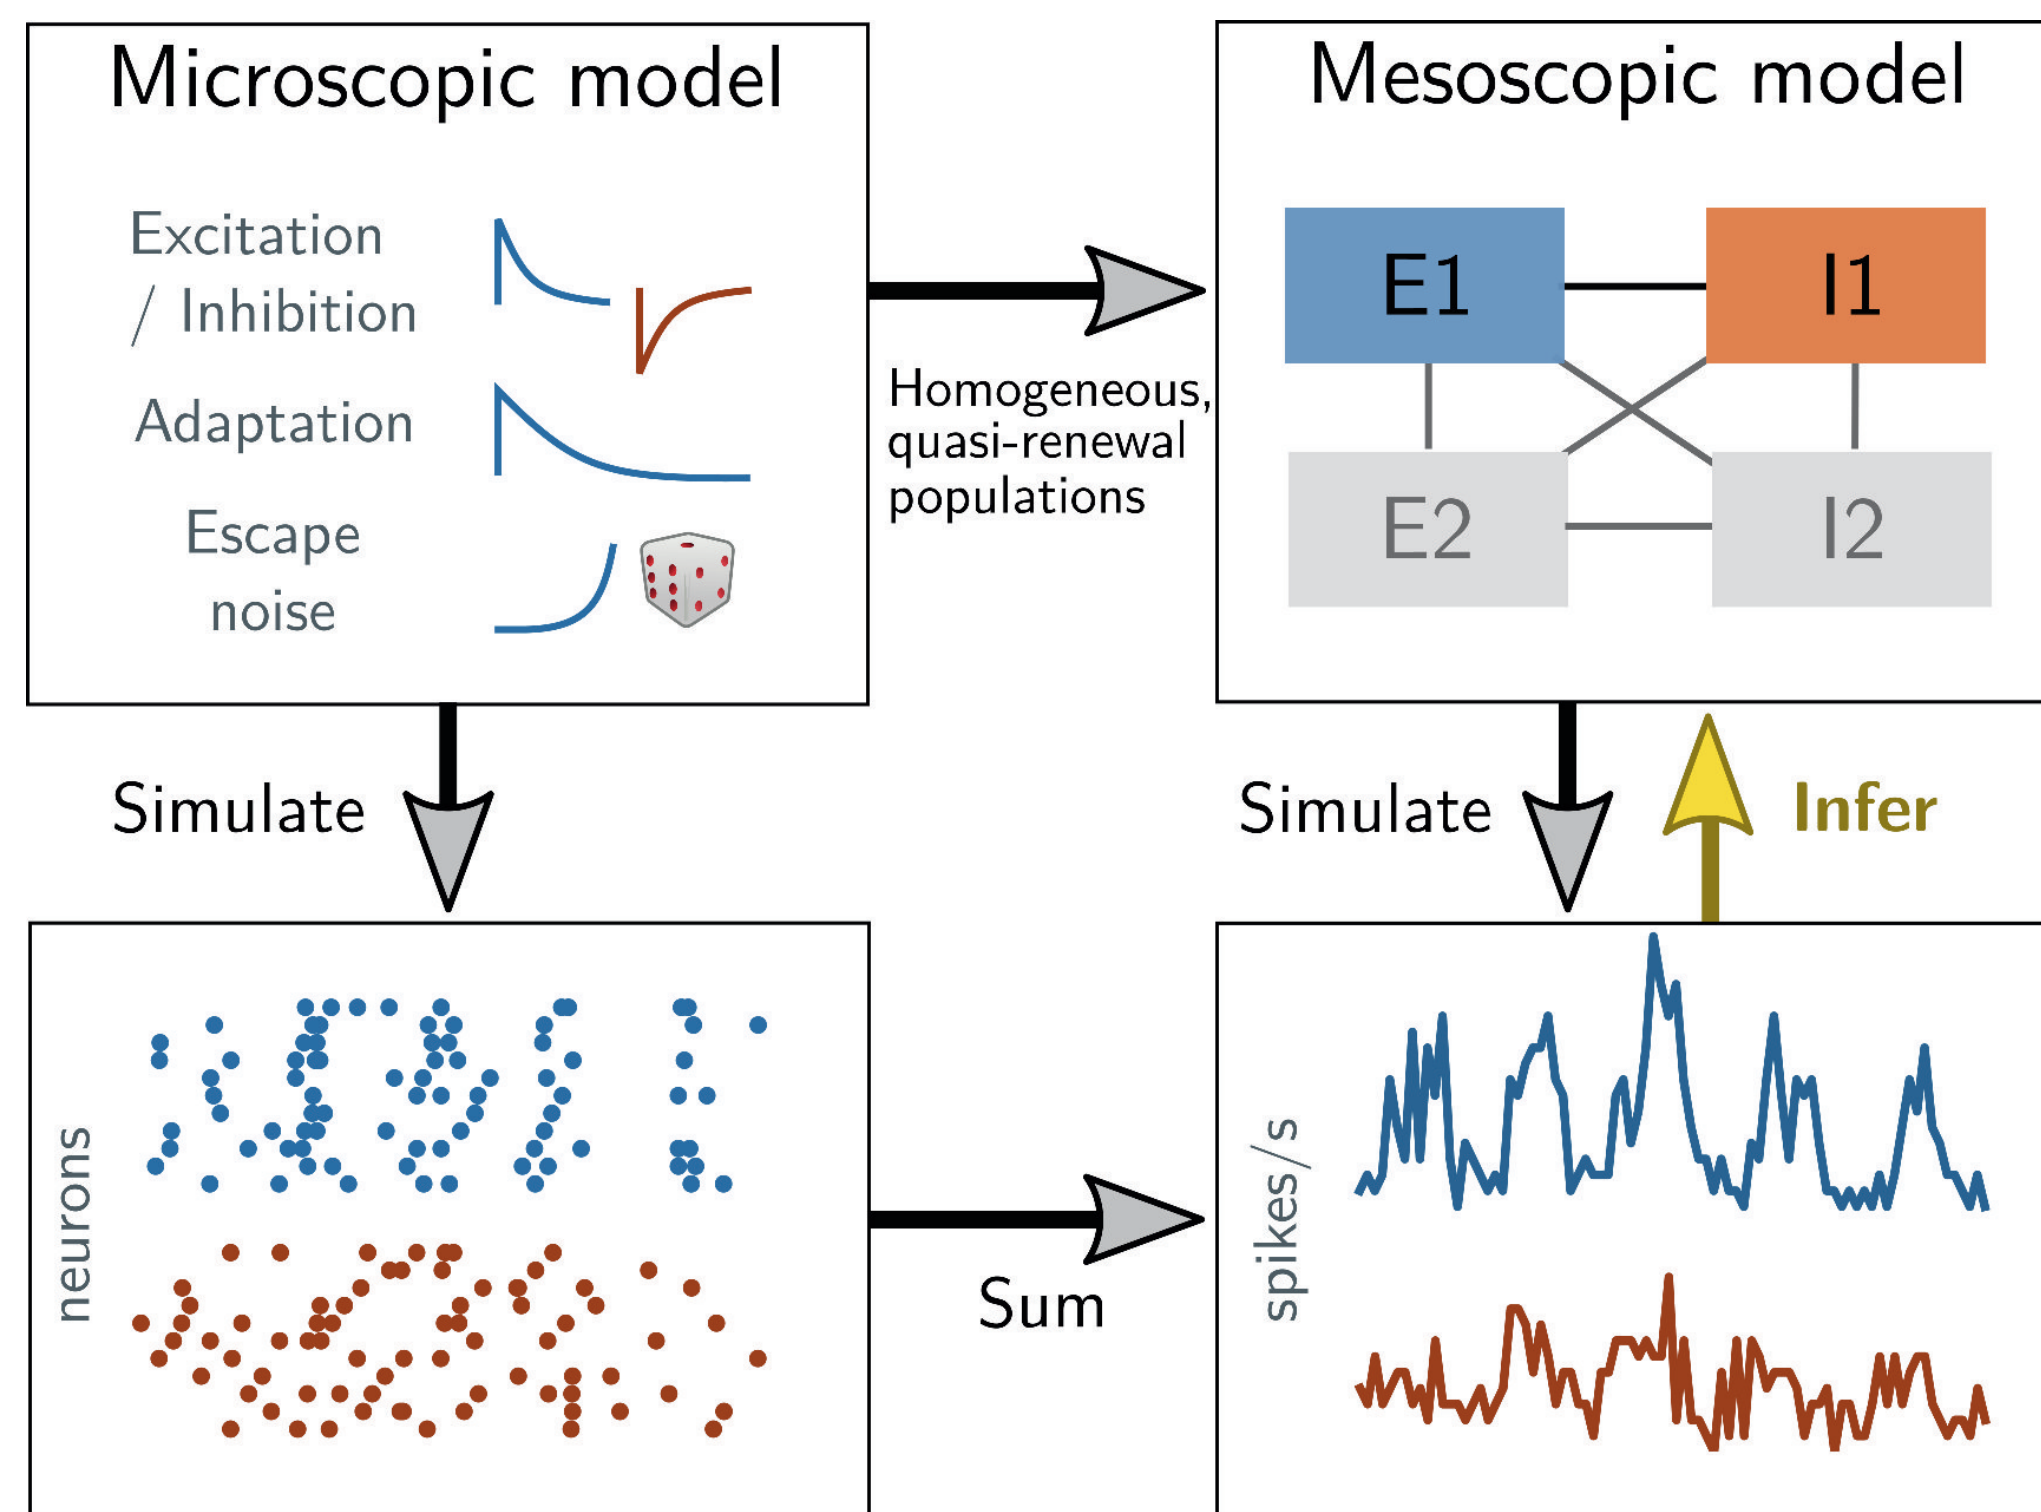 Microscopic model
Excitation
/ Inhibition
Adaptation
Escape
noise
Homogeneous,
quasi-renewal
populations
Mesoscopic model
E1
I1
E2
I2
Simulate
Simulate
Infer
neurons
Sum
spikes/s